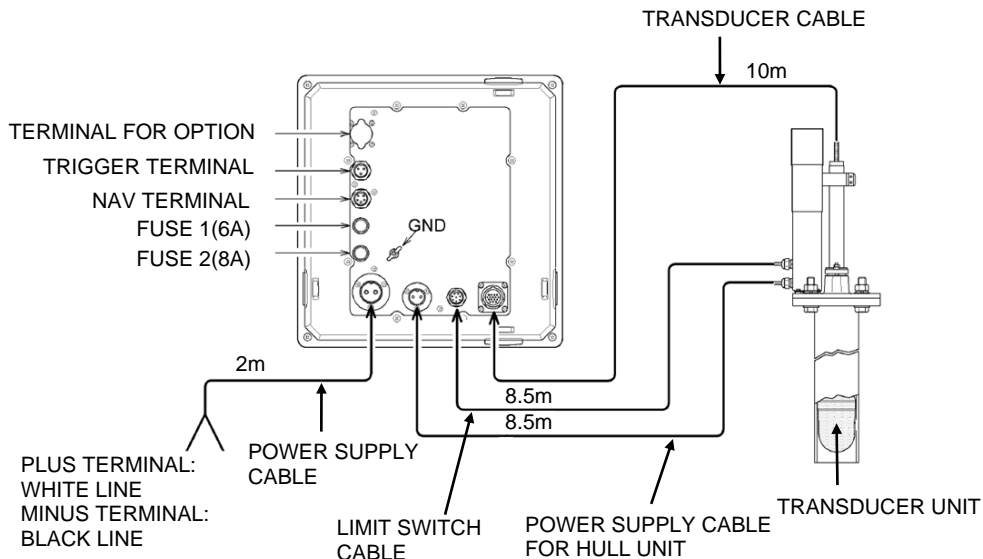 TRANSDUCER CABLE
10m
TERMINAL FOR OPTION
TRIGGER TERMINAL
NAV TERMINAL
FUSE 1(6A)
GND
FUSE 2(8A)
2m
8.5m
8.5m
POWER SUPPLY
CABLE
PLUS TERMINAL:
WHITE LINE
MINUS TERMINAL:
BLACK LINE
LIMIT SWITCH
CABLE
POWER SUPPLY CABLE
FOR HULL UNIT
TRANSDUCER UNIT